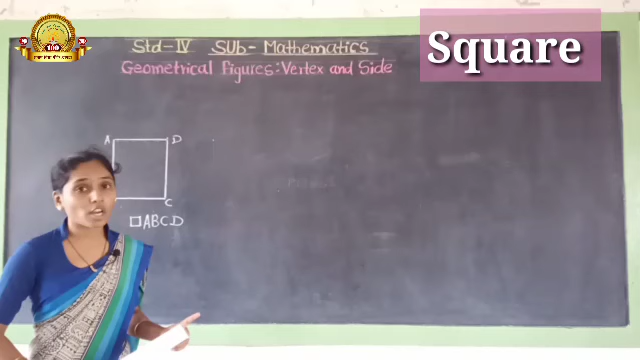 Std-IV Sub- Mathematics
Square
Geometrical Figures:Vertex and Side
A D
C
□ABCD